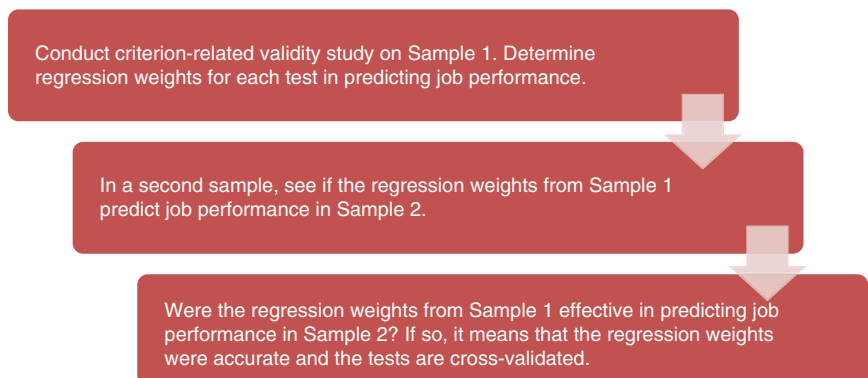 Conduct criterion-related validity study on Sample 1. Determine
regression weights for each test in predicting job performance.
In a second sample, see if the regression weights from Sample 1
predict job performance in Sample 2.
Were the regression weights from Sample 1 effective in predicting job
performance in Sample 2? If so, it means that the regression weights
were accurate and the tests are cross-validated.